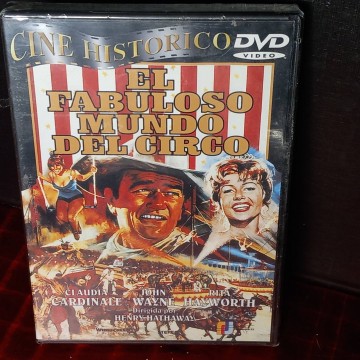 CINE HISTORICO
DVD
VIDEO
EL
FABULOSO
MUNDO
DEL CIRCO
CLAUDIA CARDINALE
JOHN WAYNE
RITA HAYWORTH
Dirigida por
HENRY HATHAWAY